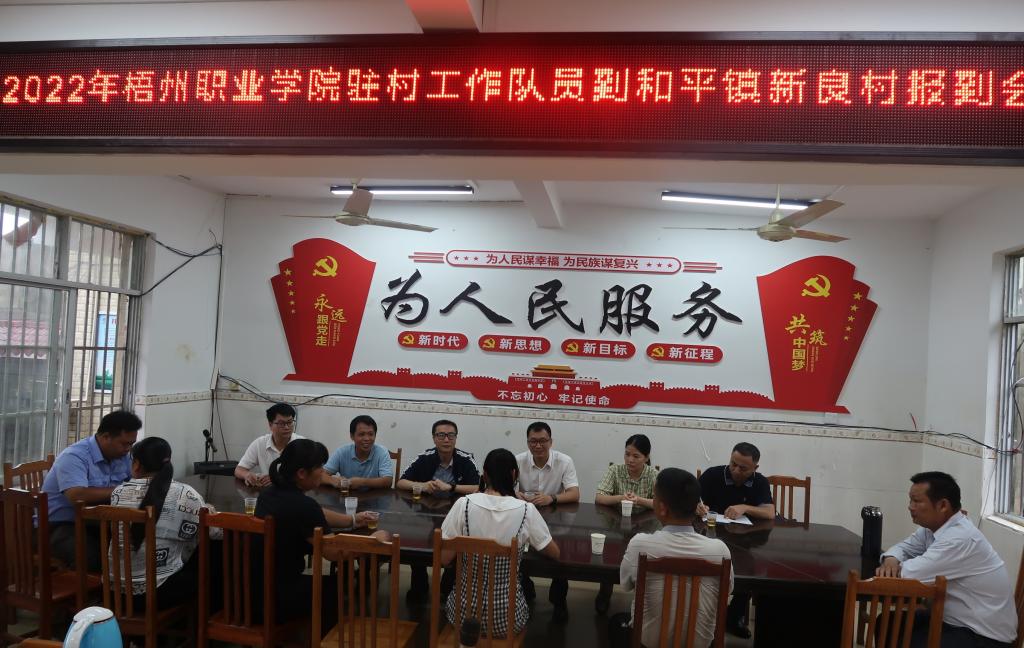 2022年梧州职业学院驻村工作队员到和平镇新良村报到会
为人民谋幸福 为民族谋复兴
为人民服务
新时代 新思想 新目标 新征程
不忘初心 牢记使命
永远
跟党走
共筑
中国梦